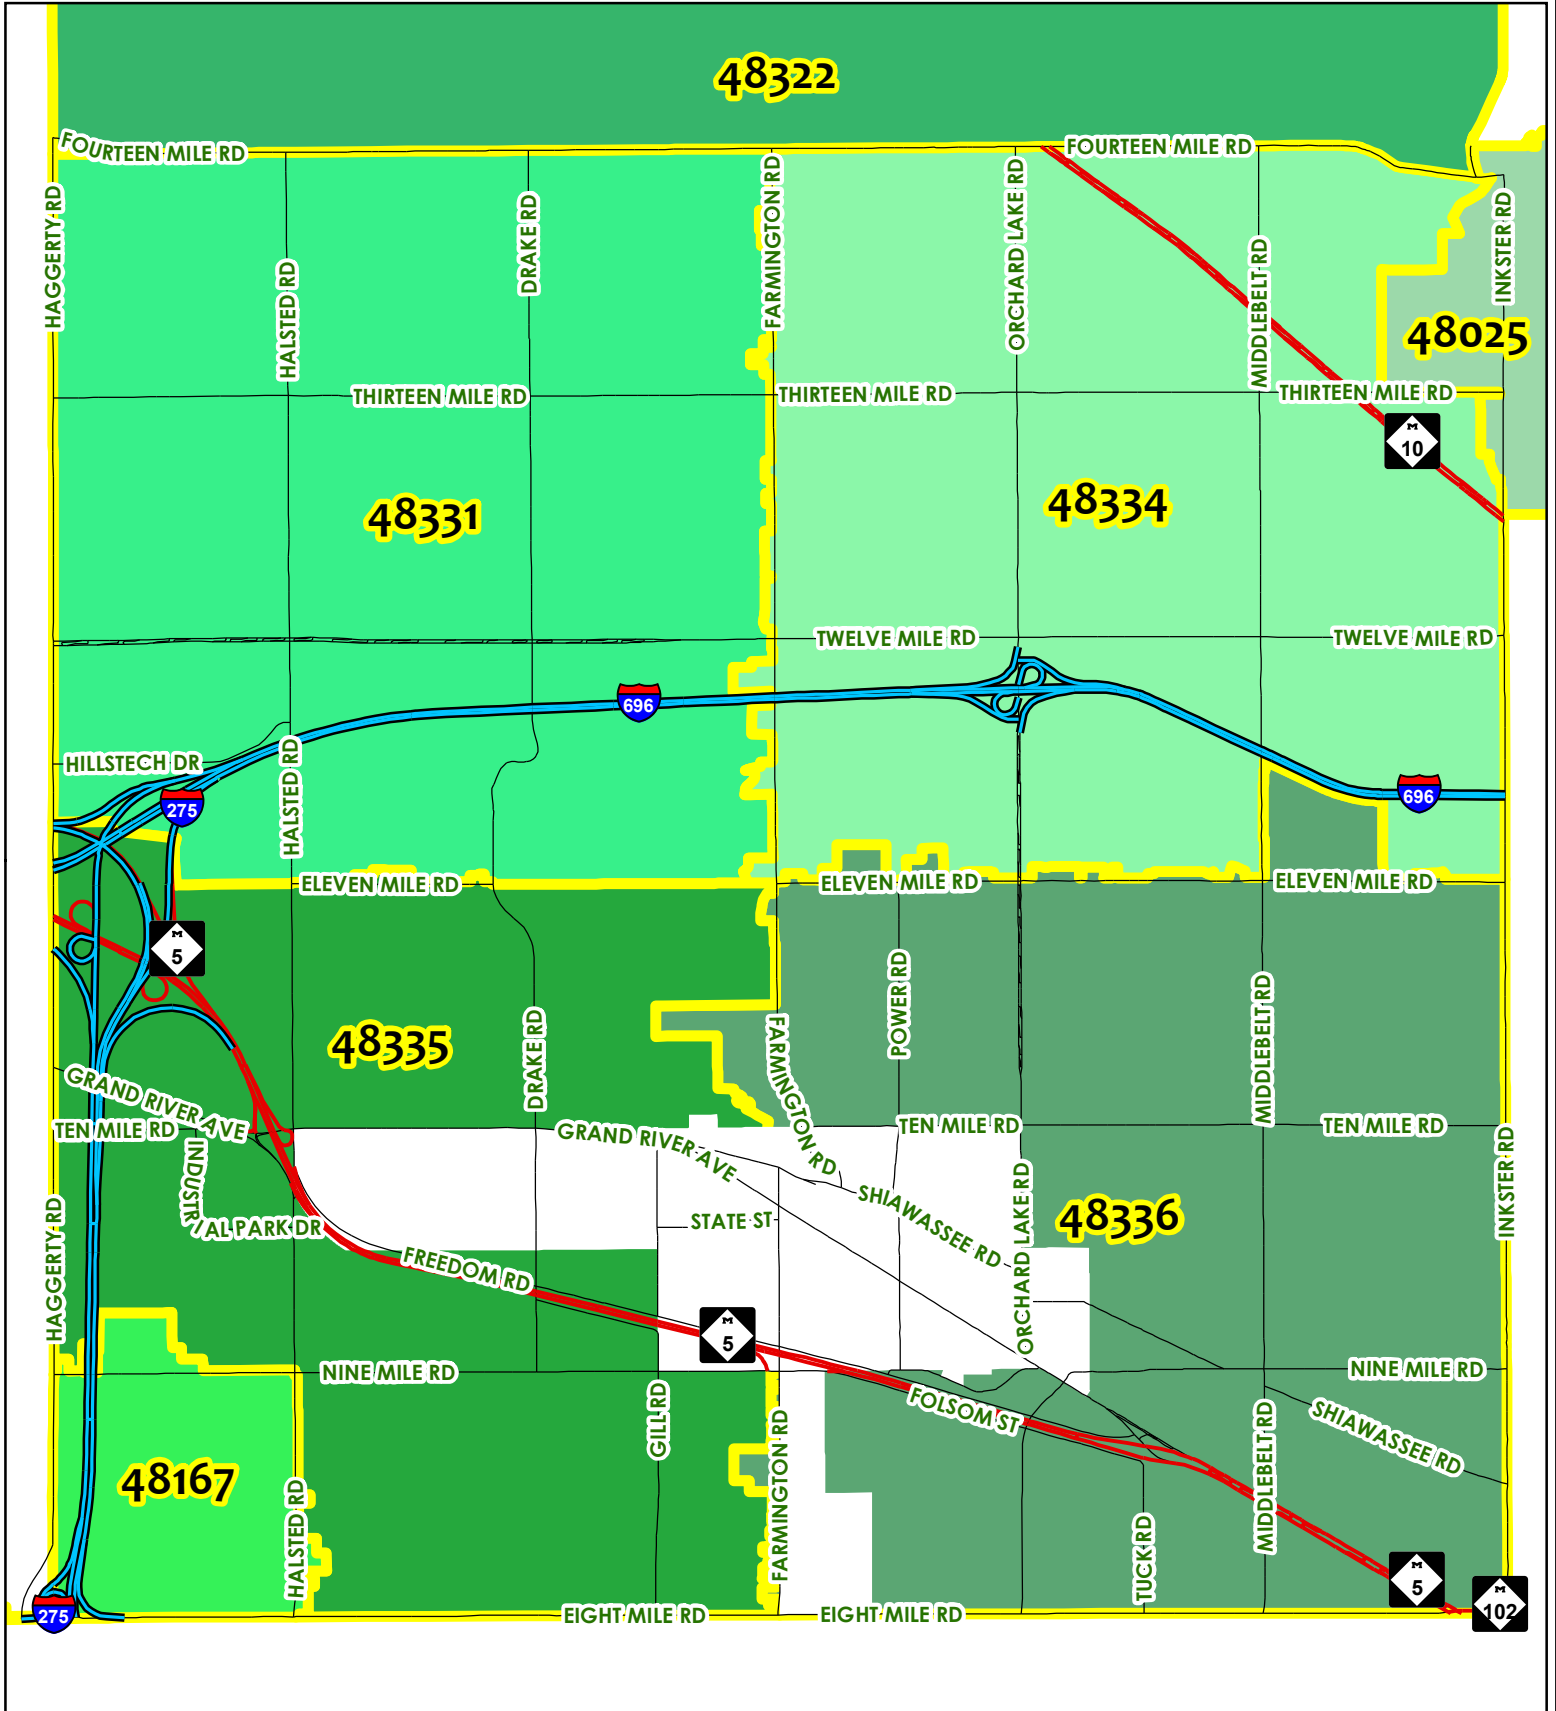 48322
FOURTEEN MILE RD
FOURTEEN MILE RD
HAGGERTY RD
HALSTED RD
DRAKE RD
FARMINGTON RD
ORCHARD LAKE RD
MIDDLEBELT RD
INKSTER RD
48025
THIRTEEN MILE RD
THIRTEEN MILE RD
THIRTEEN MILE RD
M
10
48331
48334
TWELVE MILE RD
TWELVE MILE RD
696
HILLSTECH DR
HALSTED RD
275
696
ELEVEN MILE RD
ELEVEN MILE RD
ELEVEN MILE RD
M
5
48335
DRAKE RD
FARMINGTON RD
POWER RD
MIDDLEBELT RD
GRAND RIVER AVE
TEN MILE RD
GRAND RIVER AVE
TEN MILE RD
TEN MILE RD
INDUSTRIAL PARK DR
STATE ST
SHIAWASSEE RD
ORCHARD LAKE RD
48336
INKSTER RD
HAGGERTY RD
FREEDOM RD
M
5
NINE MILE RD
NINE MILE RD
GILL RD
FARMINGTON RD
FOLSOM ST
MIDDLEBELT RD
SHIAWASSEE RD
48167
HALSTED RD
TUCK RD
M
5
M
102
275
EIGHT MILE RD
EIGHT MILE RD